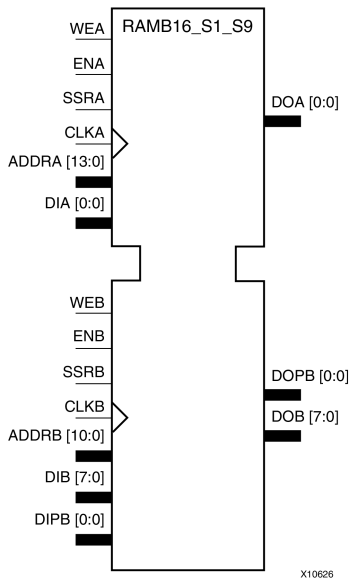 RAMB16_S1_S9
WEA
ENA
SSRA
DOA [0:0]
CLKA
ADDRA [13:0]
DIA [0:0]
WEB
ENB
SSRB
DOPB [0:0]
CLKB
DOB [7:0]
ADDRB [10:0]
DIB [7:0]
DIPB [0:0]
X10626